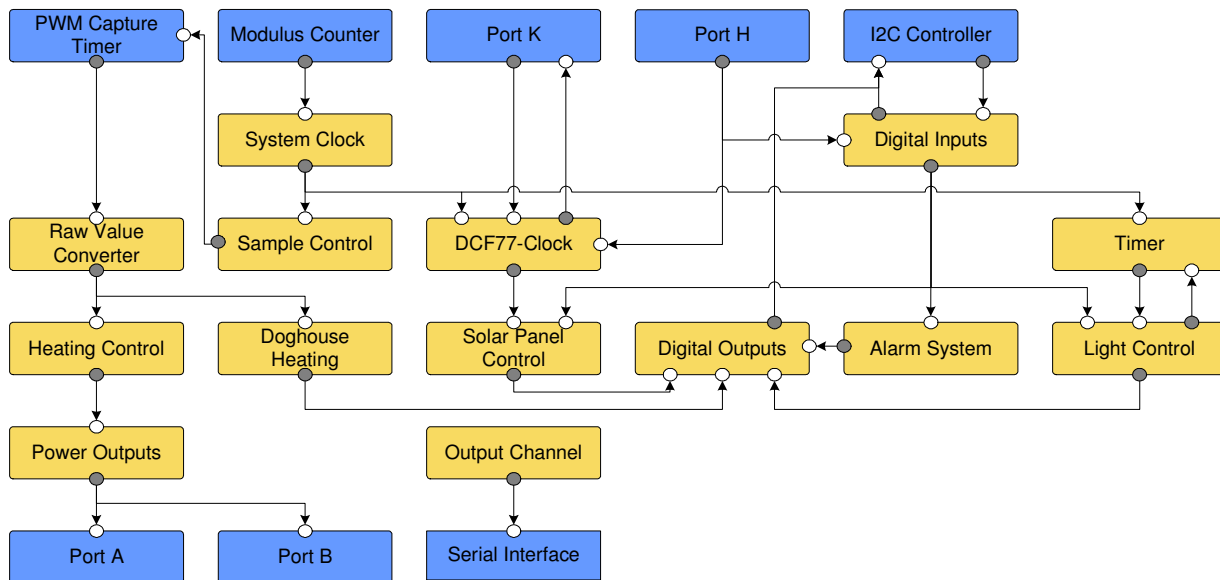 PWM Capture
Timer
Modulus Counter
Port K
Port H
I2C Controller
System Clock
Digital Inputs
Raw Value
Converter
Sample Control
DCF77-Clock
Timer
Heating Control
Doghouse
Heating
Solar Panel
Control
Digital Outputs
Alarm System
Light Control
Power Outputs
Output Channel
Port A
Port B
Serial Interface